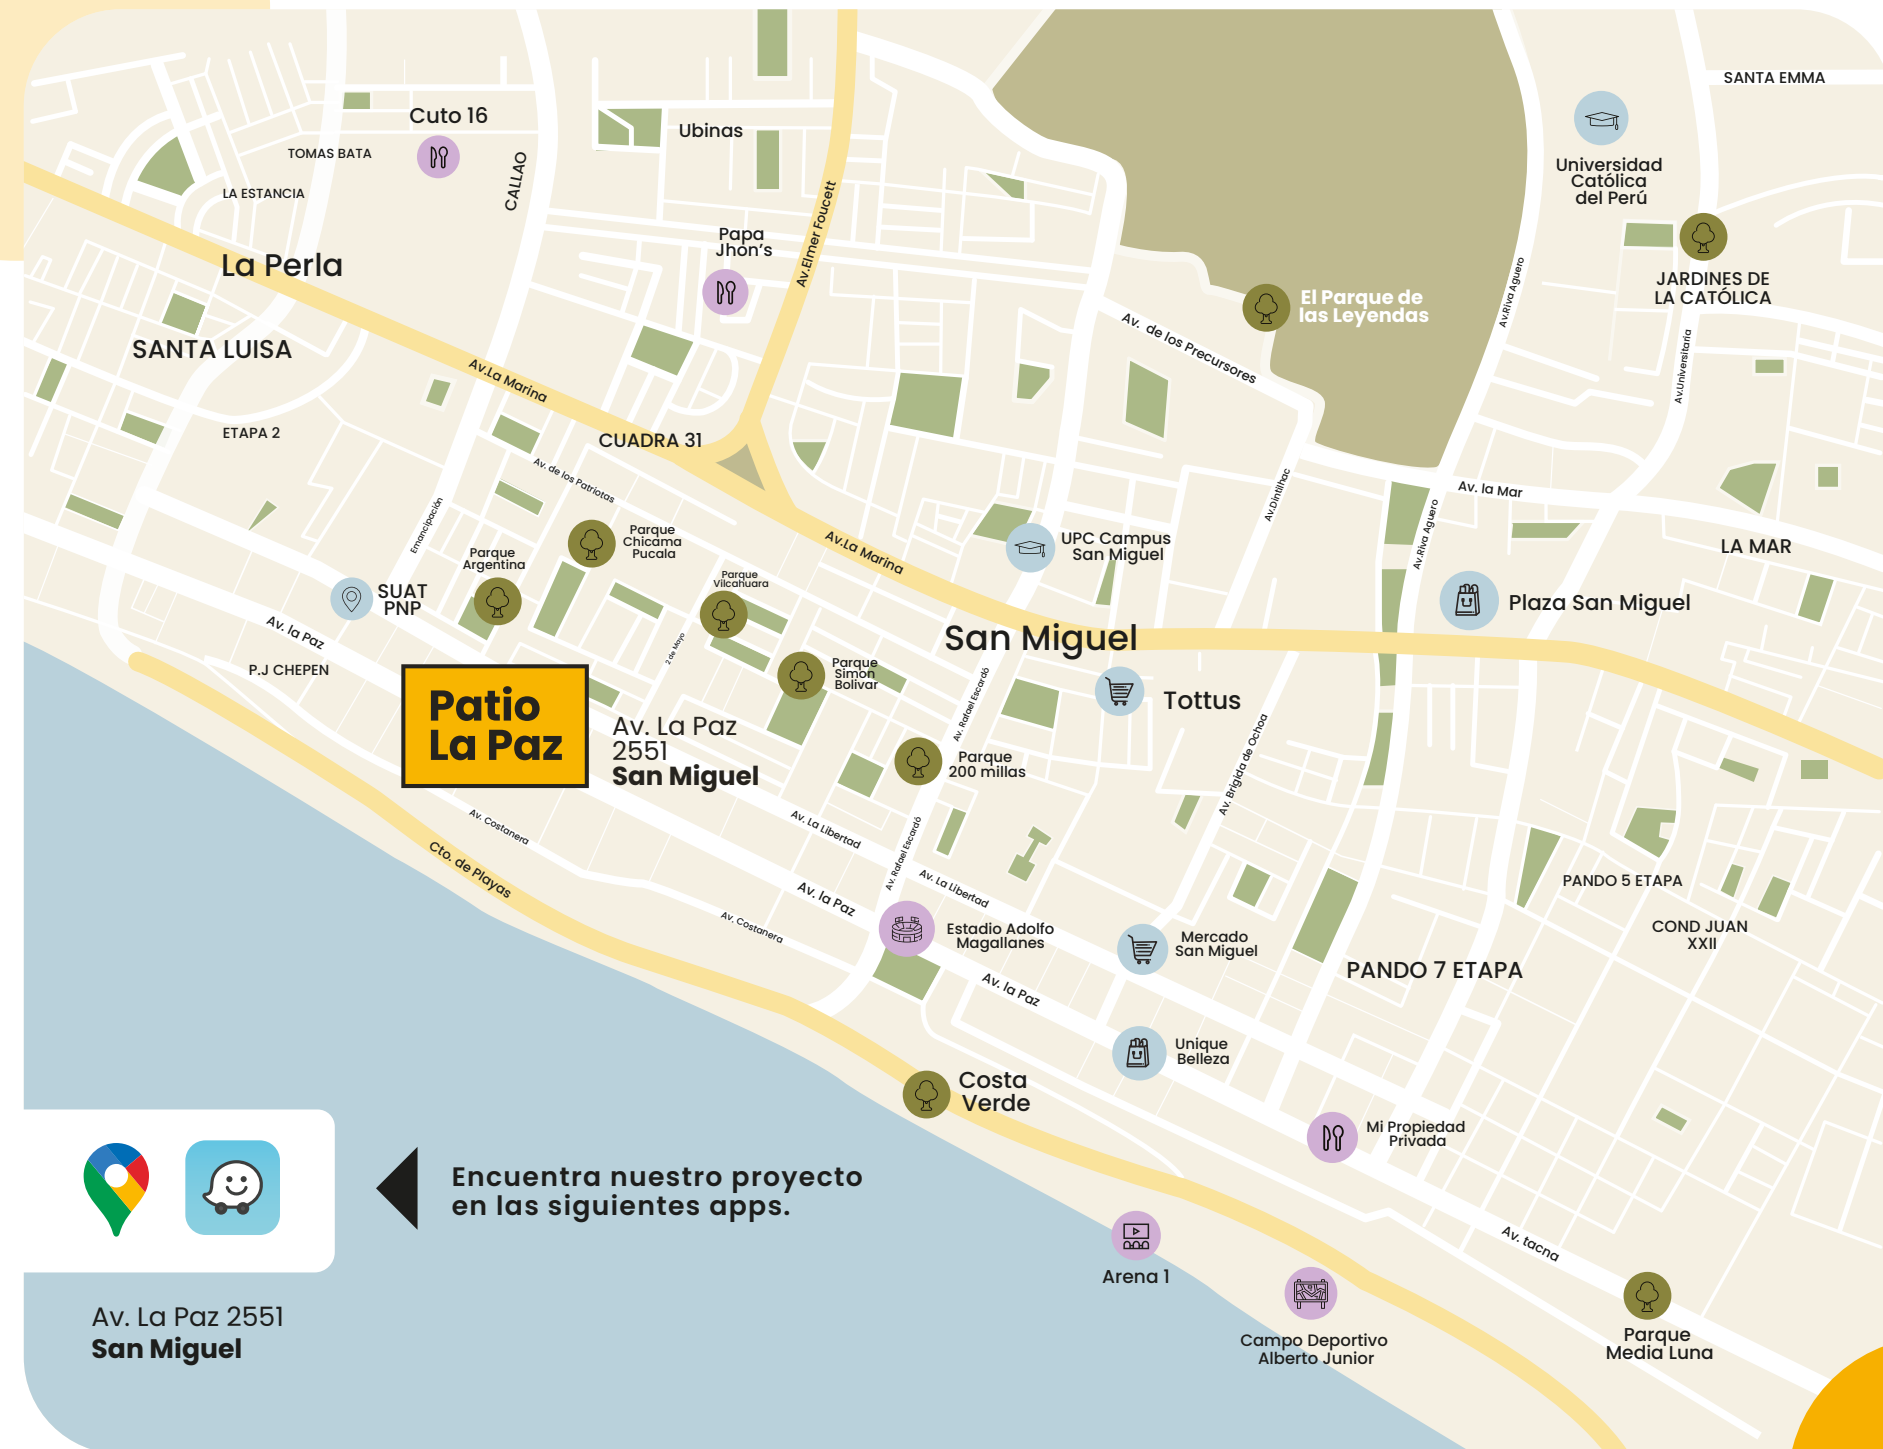 SANTA EMMA
Cuto 16
TOMAS BATA
LA ESTANCIA
CALLAO
Ubinas
Av.Elmer Foucett
Papa
Jhon's
Universidad
Católica
del Perú
JARDINES DE
LA CATÓLICA
La Perla
SANTA LUISA
ETAPA 2
Av.La Marina
CUADRA 31
Av. de los Patriotas
Emancipación
El Parque de
las Leyendas
Av. de los Precursores
Av.Riva Aguero
Av.Universitaria
Av.Dintilhac
Av.Riva Aguero
Av. la Mar
LA MAR
Parque
Chicama
Pucala
Parque
Argentina
Parque
Vilcahuara
SUAT
PNP
Av. la Paz
P.J CHEPEN
2 de Mayo
Av.La Marina
UPC Campus
San Miguel
San Miguel
Plaza San Miguel
Parque
Simon
Bolivar
Tottus
Av. Rafael Escardó
Av. Brigida de Ochoa
Patio
La Paz
Av. La Paz
2551
San Miguel
Parque
200 millas
Av. Costanera
Cto. de Playas
Av. La Libertad
Av. Rafael Escardó
Av. La Libertad
Av. la Paz
Av. Costanera
Estadio Adolfo
Magallanes
Mercado
San Miguel
PANDO 5 ETAPA
COND JUAN
XXII
PANDO 7 ETAPA
Av. la Paz
Unique
Belleza
Costa
Verde
Mi Propiedad
Privada
Encuentra nuestro proyecto
en las siguientes apps.
Arena 1
Campo Deportivo
Alberto Junior
Av. tacna
Parque
Media Luna
Av. La Paz 2551
San Miguel